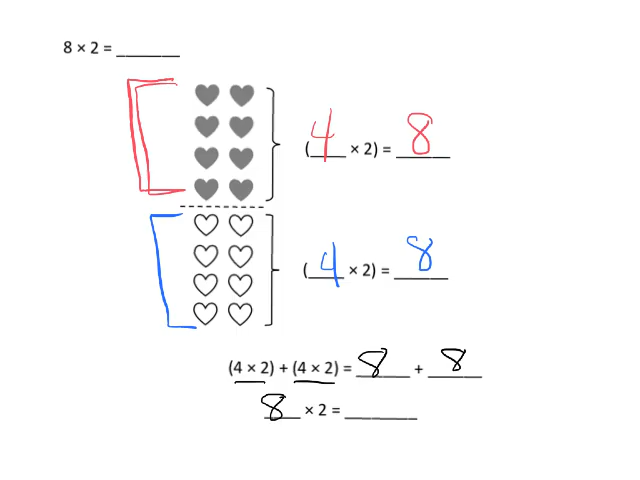 8 × 2 = ______
(4 × 2) = 8
(4 × 2) = 8
(4 × 2) + (4 × 2) = 8 + 8
8 × 2 = ______